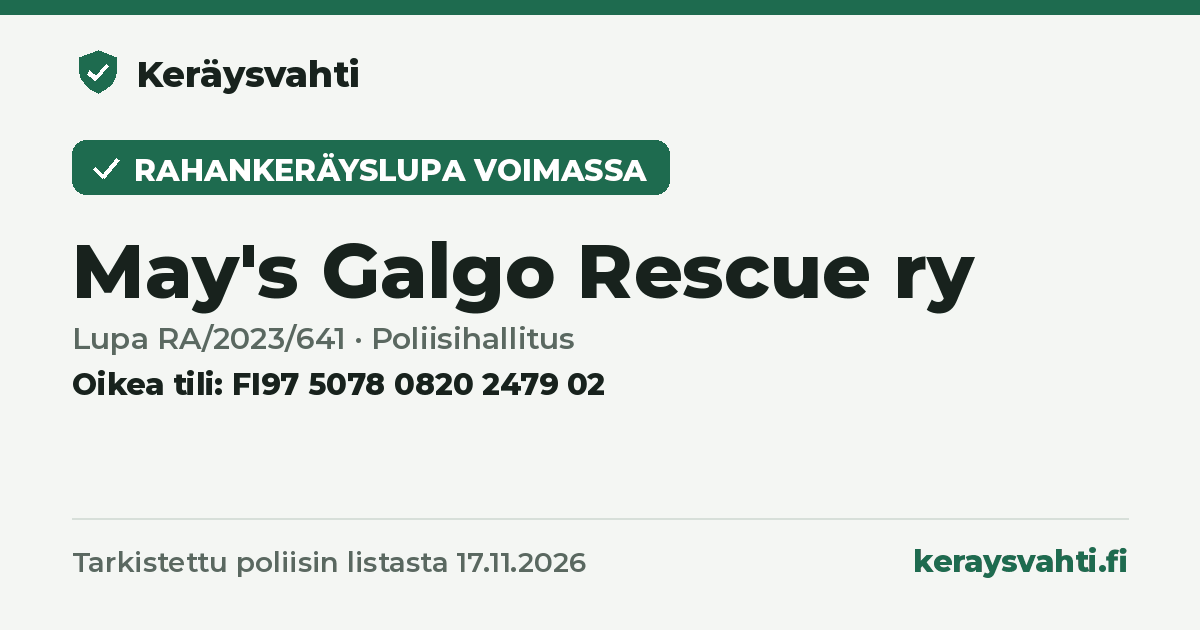 Keräysvahti
RAHANKERÄYSLUPA VOIMASSA
May's Galgo Rescue ry
Lupa RA/2023/641 · Poliisihallitus
Oikea tili: FI97 5078 0820 2479 02
Tarkistettu poliisin listasta 17.11.2026
keraysvahti.fi